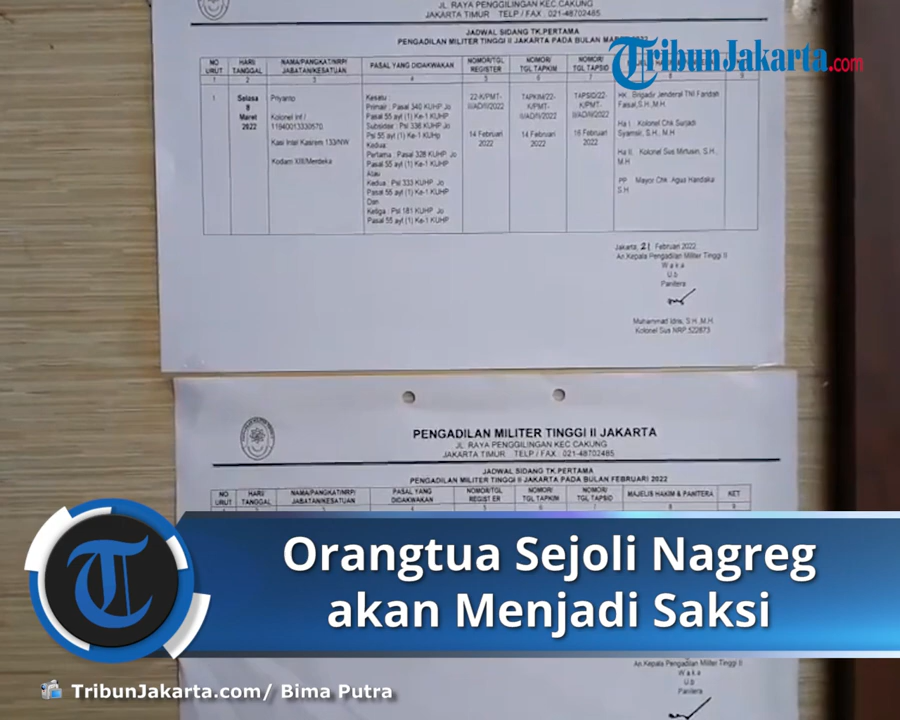 JL. RAYA PENGGILINGAN KEC.CAKUNG
JAKARTA TIMUR TELP / FAX : 021-48702485
JADWAL SIDANG TK.PERTAMA
PENGADILAN MILITER TINGGI II JAKARTA PADA BULAN MARET 2022
TribunJakarta.com
NO URUT
HARI/ TANGGAL
NAMA/PANGKAT/NRP/ JABATAN/KESATUAN
PASAL YANG DIDAKWAKAN
NOMOR/TGL REGISTER
NOMOR/ TGL TAPKIM
NOMOR/ TGL TAPSID
1 2 3 4 5 6 7 8 9
1
Selasa
8
Maret
2022
Priyanto
Kolonel Inf /
11940013330570
Kasi Intel Kasrem 133/NW
Kodam XIII/Merdeka
Kesatu :
Primair : Pasal 340 KUHP Jo
Pasal 55 ayt (1) Ke-1 KUHP
Subsidair : Psl 338 KUHP Jo
Psl 55 ayt (1) Ke-1 KUHp
Kedua:
Pertama : Pasal 328 KUHP Jo
Pasal 55 ayt (1) Ke-1 KUHP
Atau
Kedua : Psl 333 KUHP Jo
Pasal 55 ayt (1) Ke-1 KUHP
Dan
Ketiga : Psl 181 KUHP Jo
Pasal 55 ayt (1) Ke-1 KUHP
22-K/PMT-
II/AD/II/2022
14 Februari
2022
TAPKIM/22-
K/PMT-
II/AD/II/2022
14 Februari
2022
TAPSID/22-
K/PMT-
II/AD/II/2022
16 Februari
2022
HK : Brigadir Jenderal TNI Faridah
Faisal,S.H.,M.H
Ha I. Kolonel Chk Surjadi
Syamsir, S.H., M.H
Ha II. Kolonel Sus Mirtusin, S.H.,
M.H
PP : Mayor Chk Agus Handaka
S.H
Jakarta, 21 Februari 2022
An.Kepala Pengadilan Militer Tinggi II
W a k a
U.b
Panitera
Muhammad Idris, S.H.,M.H
Kolonel Sus NRP.522873
PENGADILAN MILITER TINGGI II JAKARTA
JL. RAYA PENGGILINGAN KEC.CAKUNG
JAKARTA TIMUR TELP / FAX : 021-48702485
JADWAL SIDANG TK.PERTAMA
PENGADILAN MILITER TINGGI II JAKARTA PADA BULAN FEBRUARI 2022
NO URUT
HARI/ TANGGAL
NAMA/PANGKAT/NRP/ JABATAN/KESATUAN
PASAL YANG DIDAKWAKAN
NOMOR/TGL REGISTER
NOMOR/ TGL TAPKIM
NOMOR/ TGL TAPSID
MAJELIS HAKIM & PANITERA
KET
Orangtua Sejoli Nagreg
akan Menjadi Saksi
T
An.Kepala Pengadilan Militer Tinggi II
W a k a
U.b
Panitera
TribunJakarta.com/ Bima Putra